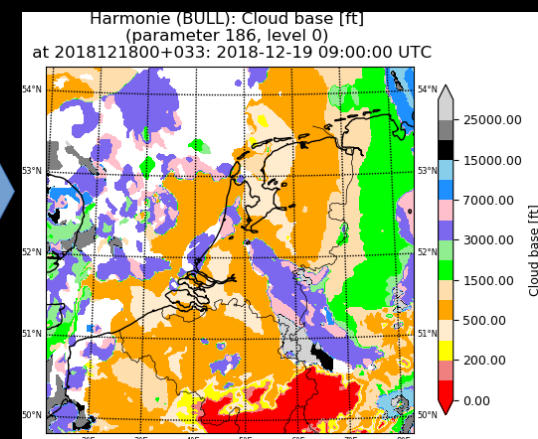 Harmonie (BULL): Cloud base [ft]
(parameter 186, level 0)
at 2018121800+033: 2018-12-19 09:00:00 UTC
54°N
54°N
25000.00
15000.00
53°N
53°N
7000.00
3000.00
52°N
52°N
1500.00
500.00
51°N
51°N
200.00
0.00
50°N
50°N
Cloud base [ft]